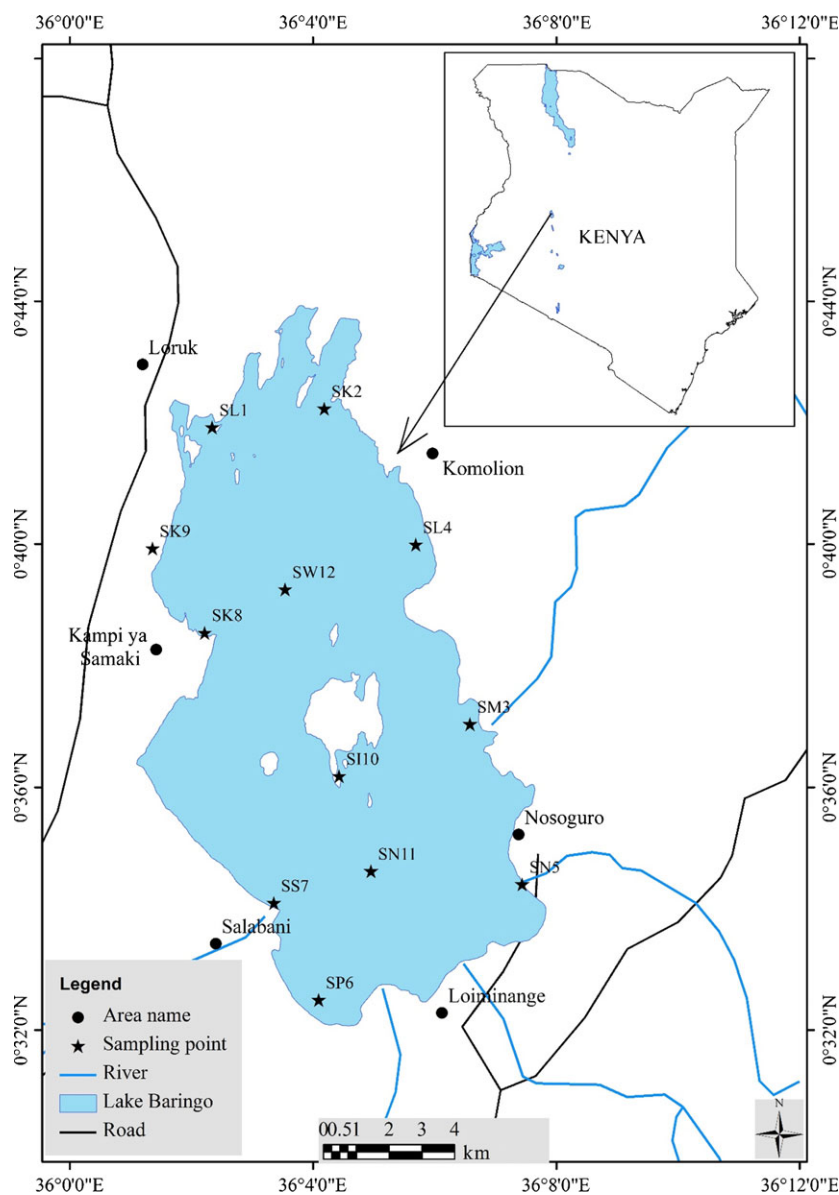 36°0'0"E
36°4'0"E
36°8'0"E
36°12'0"E
KENYA
0°44'0"N
0°44'0"N
Loruk
SK2
SL1
Komolion
SL4
SK9
0°40'0"N
0°40'0"N
SW12
SK8
Kampi ya
Samaki
SM3
SI10
0°36'0"N
0°36'0"N
Nosoguro
SN11
SN5
SS7
Salabani
SP6
Loiminange
0°32'0"N
0°32'0"N
Legend
Area name
Sampling point
River
Lake Baringo
Road
00.51 2 3 4
km
N
36°0'0"E
36°4'0"E
36°8'0"E
36°12'0"E